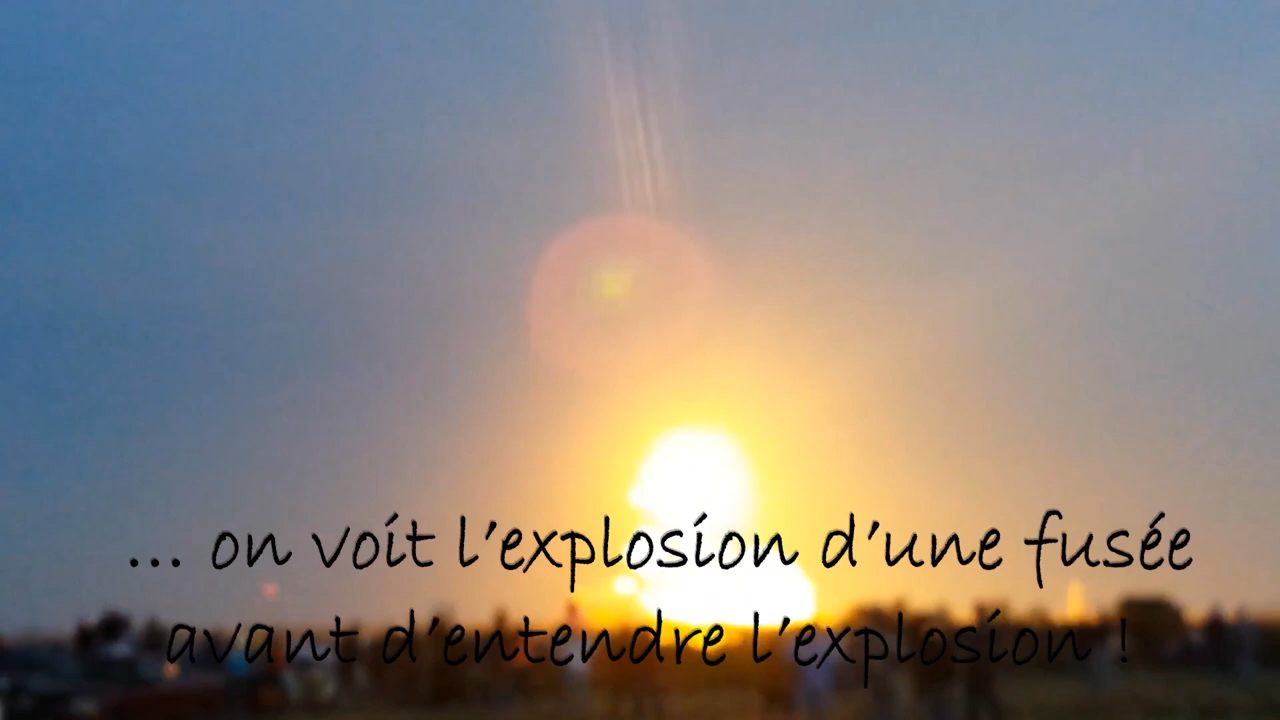 ... on voit l'explosion d'une fusée
avant d'entendre l'explosion !